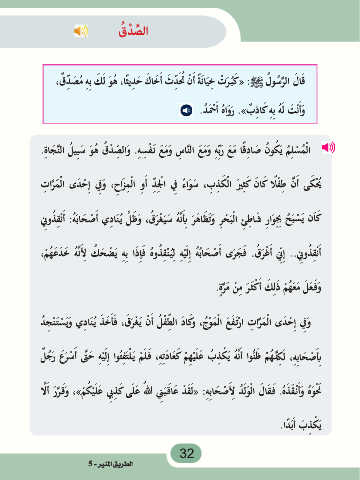 الصِّدْقُ
قَالَ الرَّسُولُ ﷺ: «كَبُرَتْ خِيَانَةً أَنْ تُحَدِّثَ أَخَاكَ حَدِيثًا، هُوَ لَكَ بِهِ مُصَدِّقٌ،
وَأَنْتَ لَهُ بِهِ كَاذِبٌ». رَوَاهُ أَحْمَدُ.
الْمُسْلِمُ يَكُونُ صَادِقًا مَعَ رَبِّهِ وَمَعَ النَّاسِ وَمَعَ نَفْسِهِ. وَالصِّدْقُ هُوَ سَبِيلُ النَّجَاةِ.
يُحْكَى أَنَّ طِفْلًا كَانَ كَثِيرَ الْكَذِبِ، سَوَاءً فِي الْجِدِّ أَوِ الْمِزَاحِ، وَفِي إِحْدَى الْمَرَّاتِ
كَان يَسْبَحُ بِجِوَارِ شَاطِئِ الْبَحْرِ وَتَظَاهَرَ بِأَنَّهُ سَيَغْرَقُ، وَظَلَّ يُنَادِي أَصْحَابَهُ: أَنْقِذُونِي
أَنْقِذُونِي.. إِنِّي أَغْرَقُ. فَجَرَى أَصْحَابُهُ إِلَيْهِ لِيُنْقِذُوهُ فَإِذَا بِهِ يَضْحَكُ لِأَنَّهُ خَدَعَهُمْ،
وَفَعَلَ مَعَهُمْ ذَلِكَ أَكْثَرَ مِنْ مَرَّةٍ.
وَفِي إِحْدَى الْمَرَّاتِ ارْتَفَعَ الْمَوْجُ، وَكَادَ الطِّفْلُ أَنْ يَغْرَقَ، فَأَخَذَ يُنَادِي وَيَسْتَنْجِدُ
بِأَصْحَابِهِ، لَكِنَّهُمْ ظَنُّوا أَنَّهُ يَكْذِبُ عَلَيْهِمْ كَعَادَتِهِ، فَلَمْ يَلْتَفِتُوا إِلَيْهِ حَتَّى أَسْرَعَ رَجُلٌ
نَحْوَهُ وَأَنْقَذَهُ. فَقَالَ الْوَلَدُ لِأَصْحَابِهِ: «لَقَدْ عَاقَبَنِي اللهُ عَلَى كَذِبِي عَلَيْكُمْ»، وَقَرَّرَ أَلَّا
يَكْذِبَ أَبَدًا.
32
الطريق المنير - 5